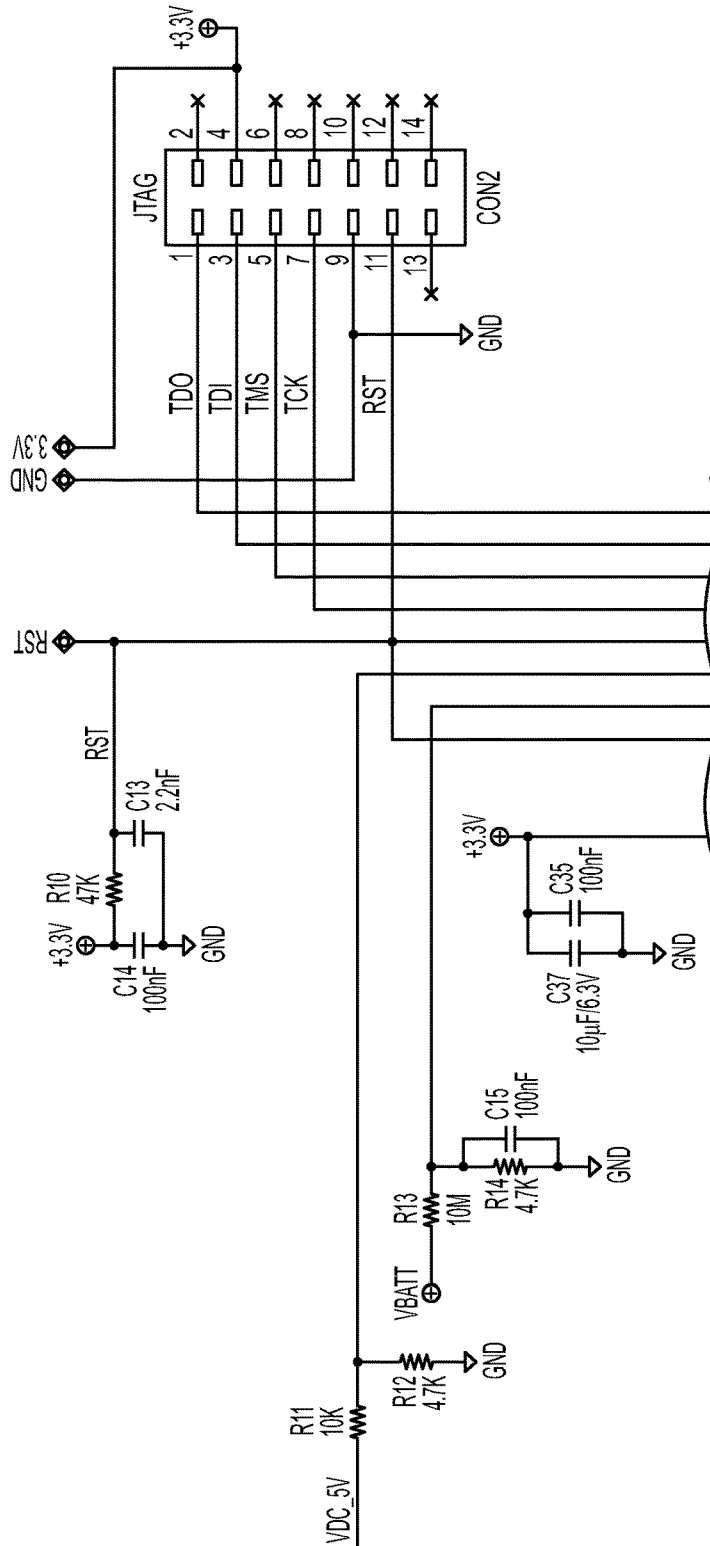 +3.3V
JTAG
2
4
6
8
10
12
14
1
3
5
7
9
11
13
CON2
TDO
TDI
TMS
TCK
RST
GND
3.3V
GND
RST
RST
R10
47K
C13
2.2nF
+3.3V
C14
100nF
GND
+3.3V
C35
100nF
C37
10µF/6.3V
GND
C15
100nF
R14
4.7K
GND
R13
10M
VBATT
R12
4.7K
GND
R11
10K
VDC_5V